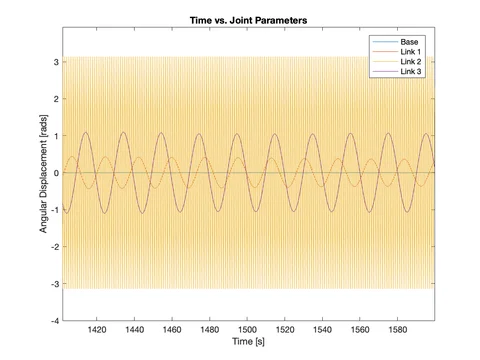 Time vs. Joint Parameters
Base
Link 1
Link 2
Link 3
3
2
1
0
-1
-2
-3
-4
Angular Displacement [rads]
1420 1440 1460 1480 1500 1520 1540 1560 1580
Time [s]